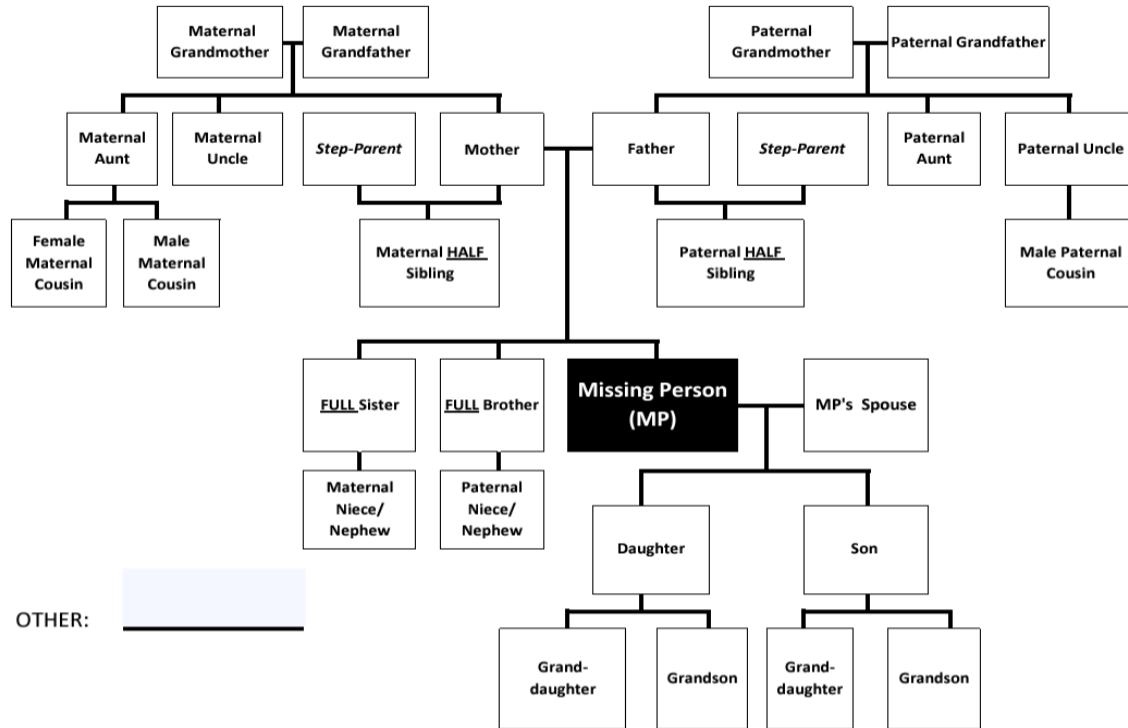 Maternal
Grandmother
Maternal
Grandfather
Paternal
Grandmother
Paternal Grandfather
Maternal
Aunt
Maternal
Uncle
Step-Parent
Mother
Father
Step-Parent
Paternal
Aunt
Paternal Uncle
Female
Maternal
Cousin
Male
Maternal
Cousin
Maternal HALF
Sibling
Paternal HALF
Sibling
Male Paternal
Cousin
FULL Sister
FULL Brother
Missing Person
(MP)
MP's Spouse
Maternal
Niece/
Nephew
Paternal
Niece/
Nephew
Daughter
Son
OTHER:
Grand-
daughter
Grandson
Grand-
daughter
Grandson